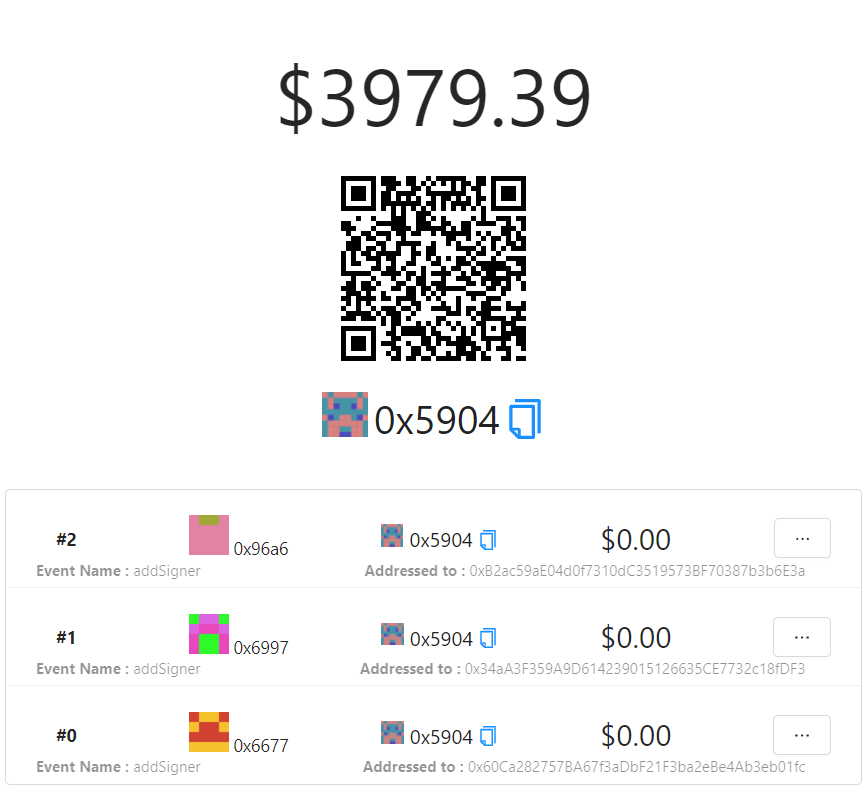 $3979.39
0x5904
#2 0x96a6 0x5904 $0.00 ...
Event Name : addSigner Addressed to : 0xB2ac59aE04d0f7310dC3519573BF70387b3b6E3a
#1 0x6997 0x5904 $0.00 ...
Event Name : addSigner Addressed to : 0x34aA3F359A9D614239015126635CE7732c18fDF3
#0 0x6677 0x5904 $0.00 ...
Event Name : addSigner Addressed to : 0x60Ca282757BA67f3aDbF21F3ba2eBe4Ab3eb01fc